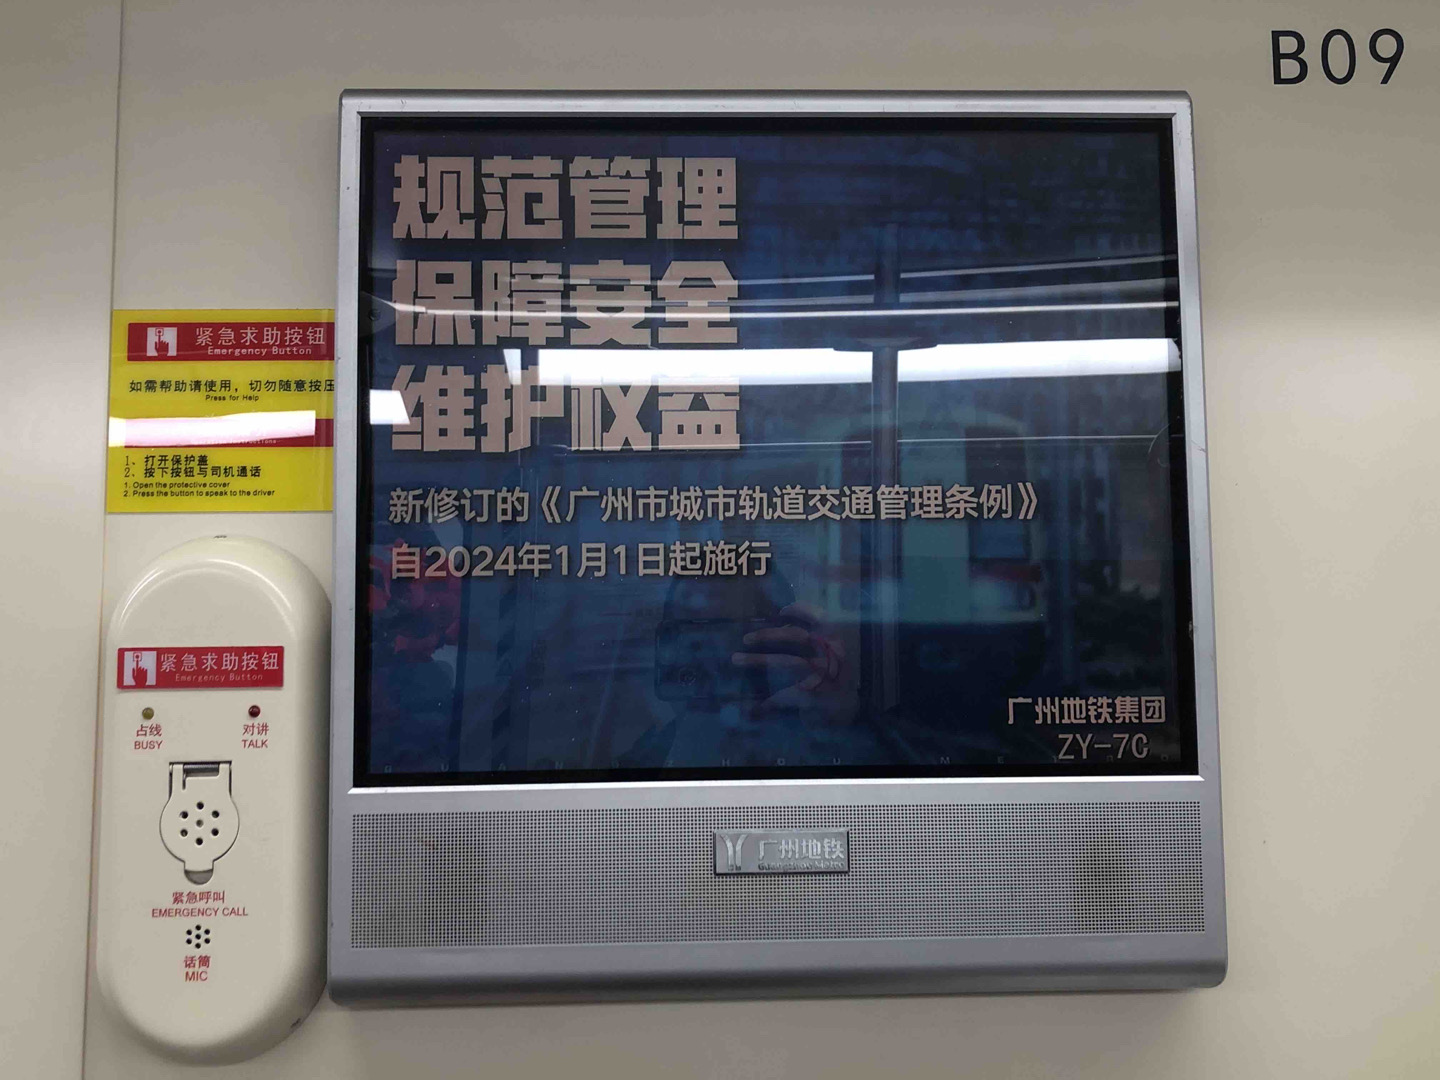 B09
规范管理
保障安全
维护权益
新修订的《广州市城市轨道交通管理条例》
自2024年1月1日起施行
广州地铁集团
ZY-7C
广州地铁
Guangzhou Metro
紧急求助按钮
Emergency Button
如需帮助请使用，切勿随意按压
Press for Help
1、打开保护盖
2、按下按钮与司机通话
1. Open the protective cover
2. Press the button to speak to the driver
紧急求助按钮
Emergency Button
占线 对讲
BUSY TALK
紧急呼叫
EMERGENCY CALL
话筒
MIC